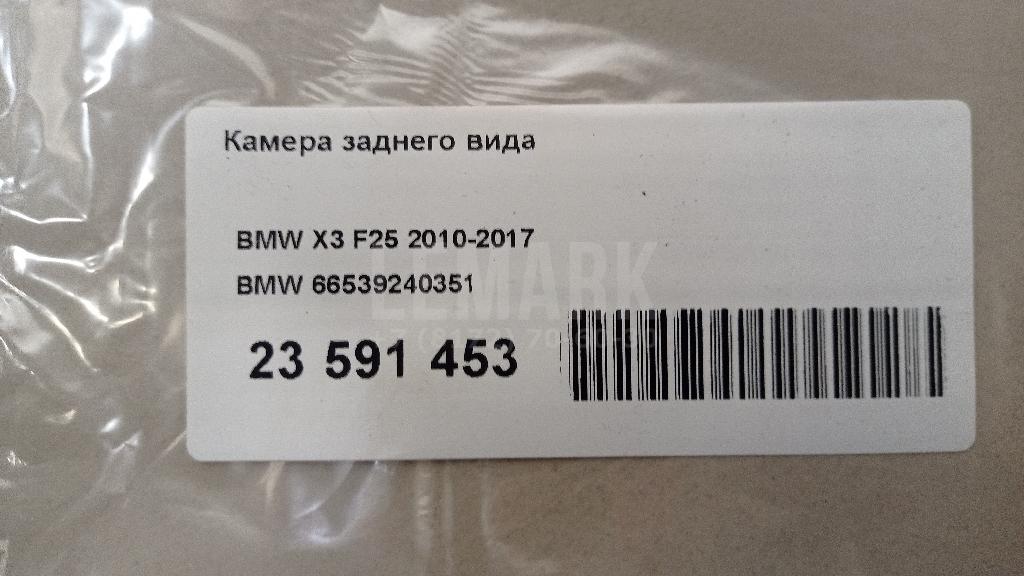 Камера заднего вида
BMW X3 F25 2010-2017
BMW 66539240351
LEMARK
23 591 453